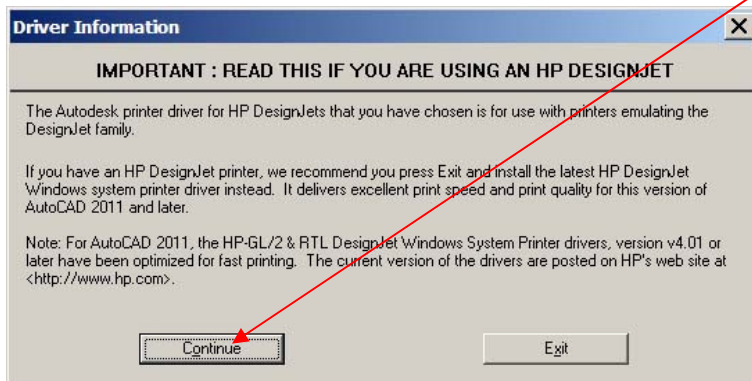 Driver Information
IMPORTANT : READ THIS IF YOU ARE USING AN HP DESIGNJET
The Autodesk printer driver for HP DesignJets that you have chosen is for use with printers emulating the
DesignJet family.
If you have an HP DesignJet printer, we recommend you press Exit and install the latest HP DesignJet
Windows system printer driver instead. It delivers excellent print speed and print quality for this version of
AutoCAD 2011 and later.
Note: For AutoCAD 2011, the HP-GL/2 & RTL DesignJet Windows System Printer drivers, version v4.01 or
later have been optimized for fast printing. The current version of the drivers are posted on HP's web site at
<http://www.hp.com>.
Continue Exit